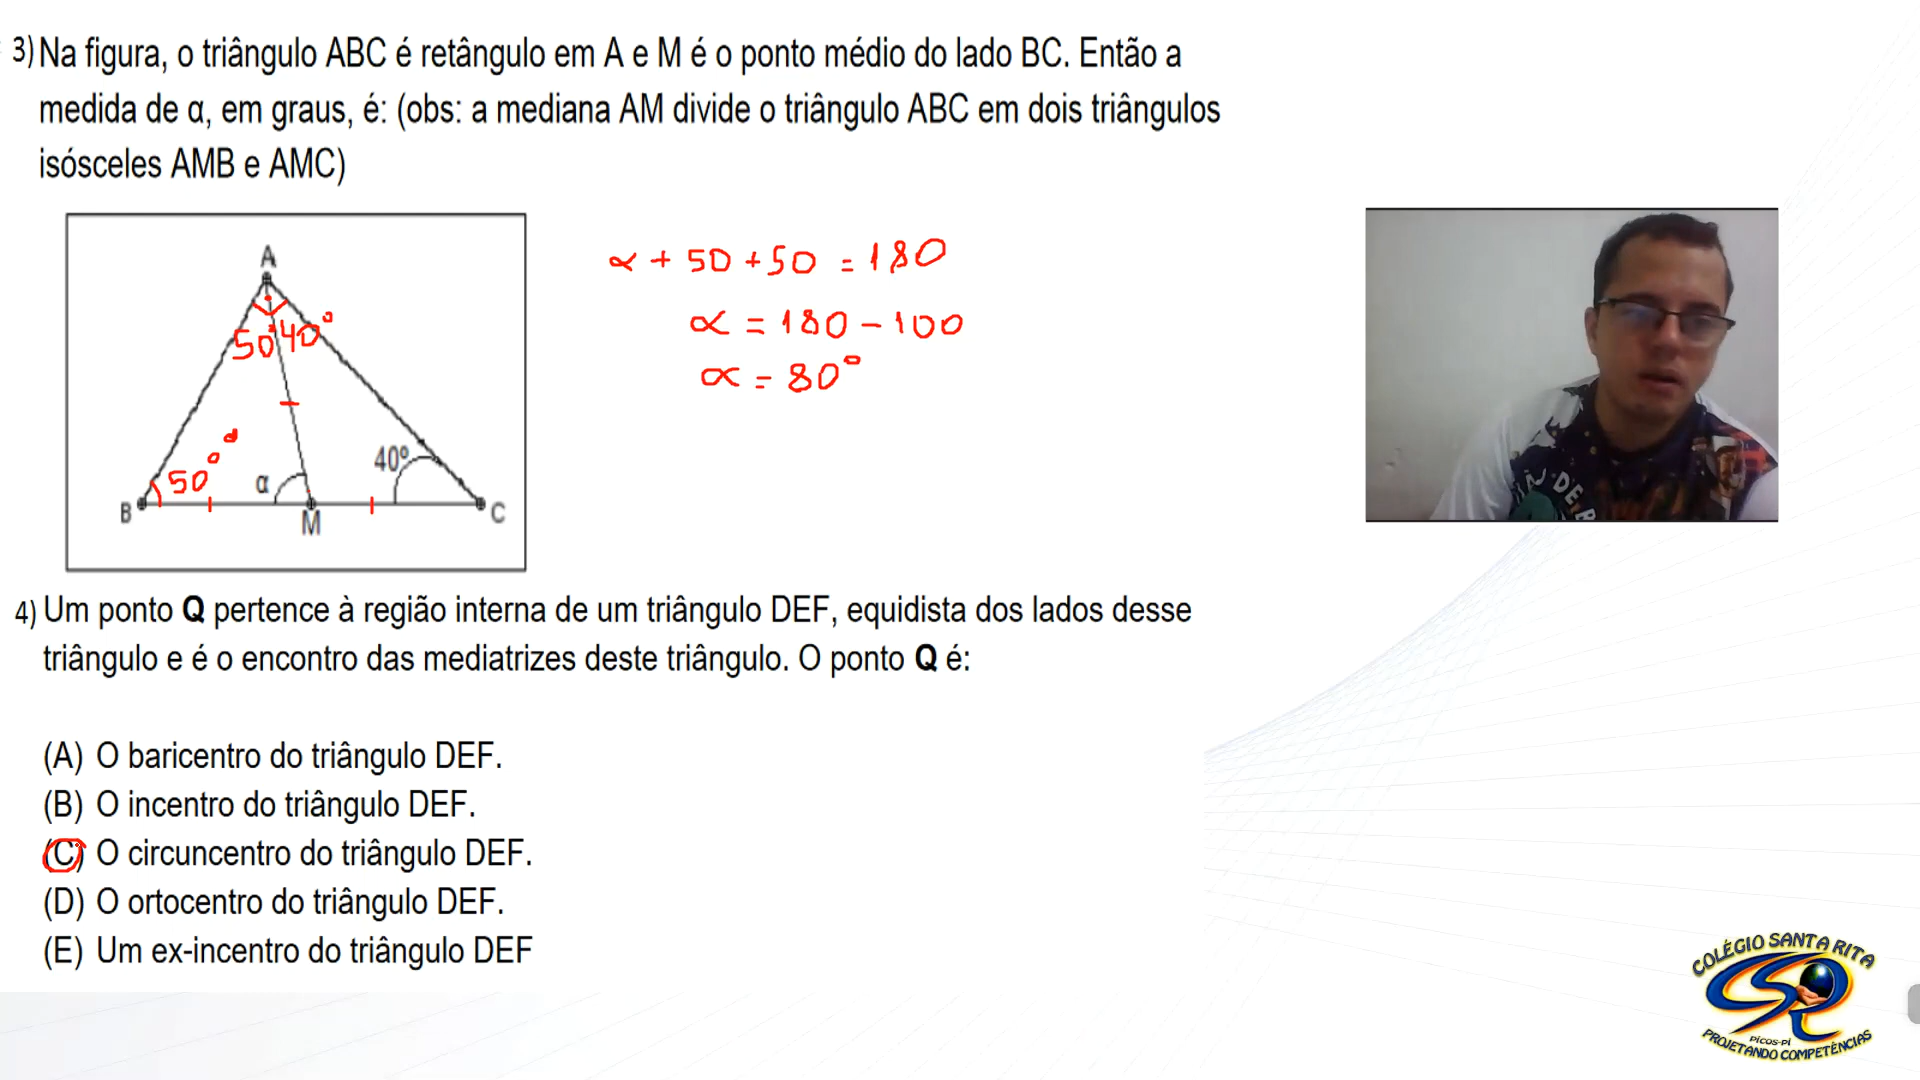 3) Na figura, o triângulo ABC é retângulo em A e M é o ponto médio do lado BC. Então a
medida de α, em graus, é: (obs: a mediana AM divide o triângulo ABC em dois triângulos
isósceles AMB e AMC)
A
50° 40°
50°
α
40º
B
M
C
α + 50 + 50 = 180
α = 180 - 100
α = 80°
4) Um ponto Q pertence à região interna de um triângulo DEF, equidista dos lados desse
triângulo e é o encontro das mediatrizes deste triângulo. O ponto Q é:
(A) O baricentro do triângulo DEF.
(B) O incentro do triângulo DEF.
(C) O circuncentro do triângulo DEF.
(D) O ortocentro do triângulo DEF.
(E) Um ex-incentro do triângulo DEF
COLÉGIO SANTA RITA
PICOS-PI
PROJETANDO COMPETÊNCIAS